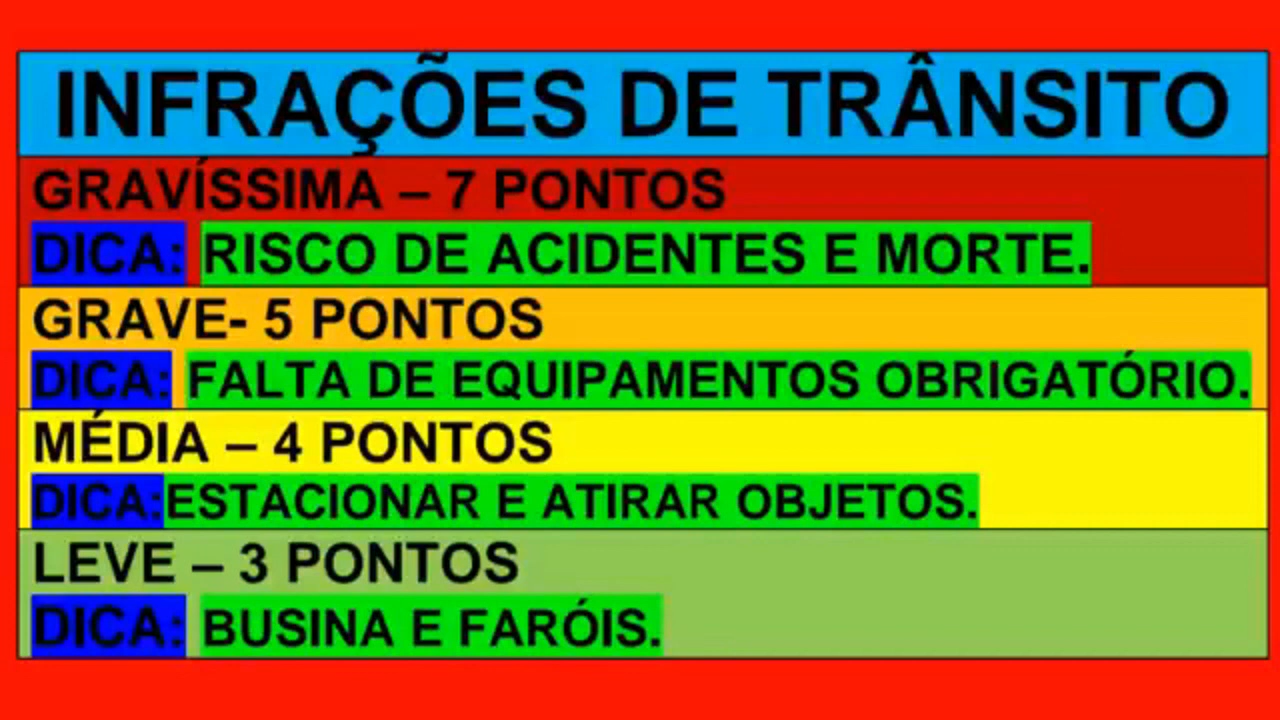 INFRAÇÕES DE TRÂNSITO
GRAVÍSSIMA – 7 PONTOS
DICA: RISCO DE ACIDENTES E MORTE.
GRAVE- 5 PONTOS
DICA: FALTA DE EQUIPAMENTOS OBRIGATÓRIO.
MÉDIA – 4 PONTOS
DICA:ESTACIONAR E ATIRAR OBJETOS.
LEVE – 3 PONTOS
DICA: BUSINA E FARÓIS.